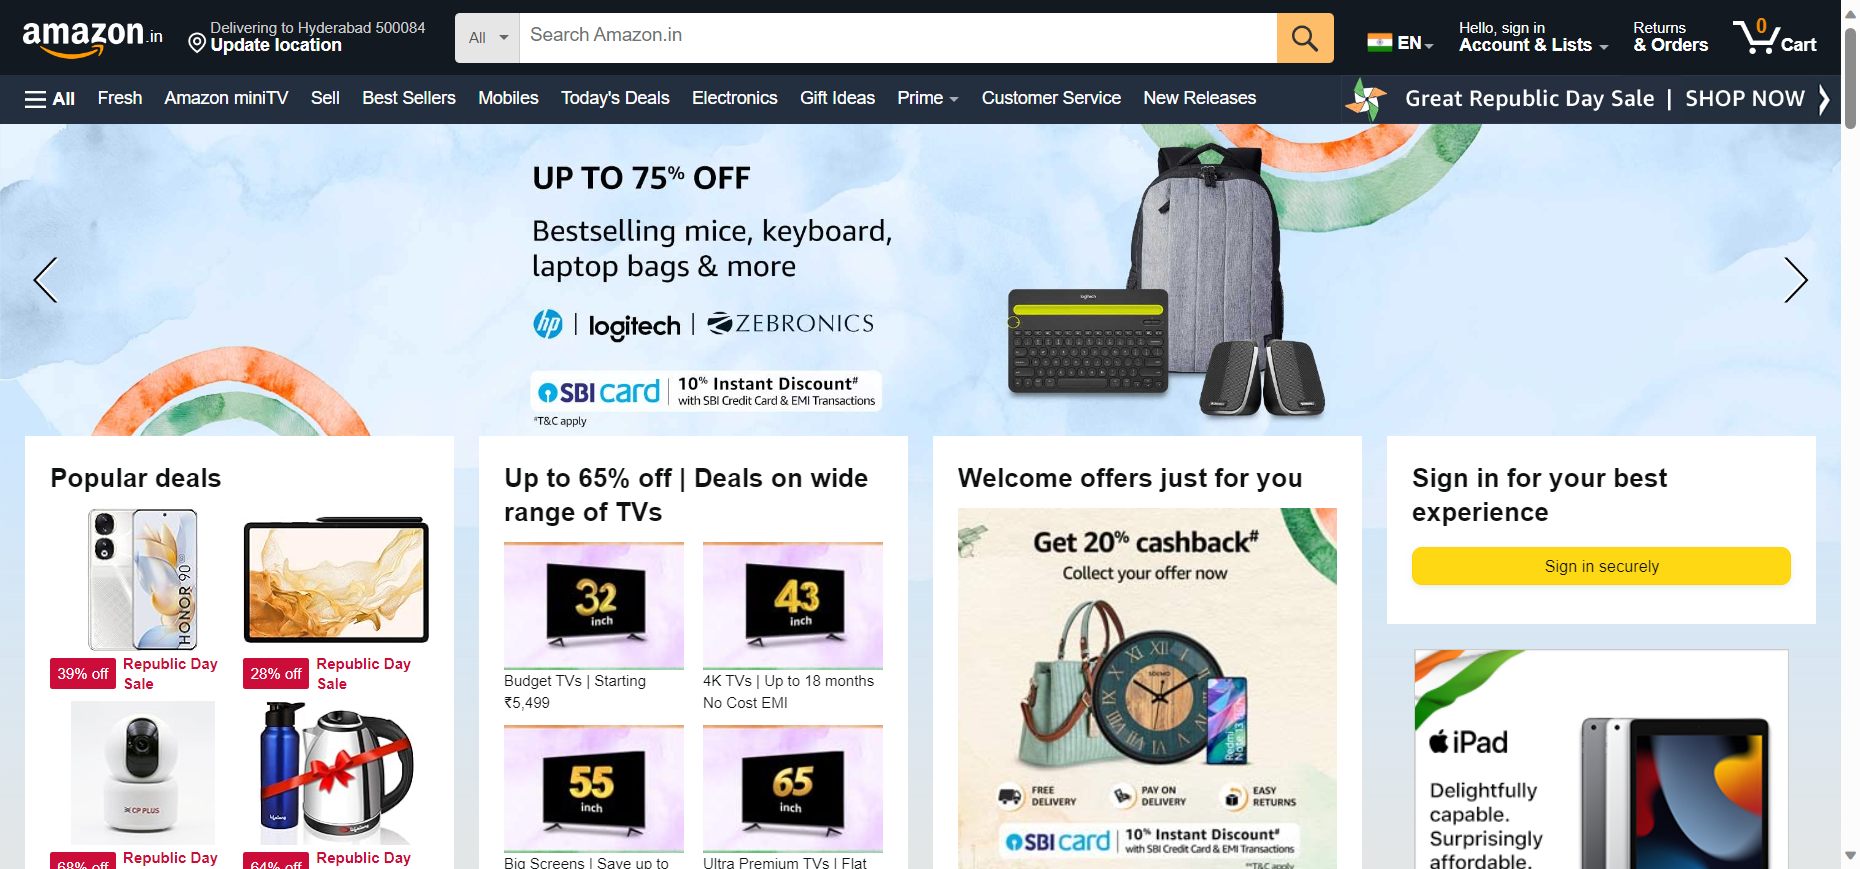 amazon.in
Delivering to Hyderabad 500084
Update location
All
Search Amazon.in
EN
Hello, sign in
Account & Lists
Returns
& Orders
0
Cart
All
Fresh
Amazon miniTV
Sell
Best Sellers
Mobiles
Today's Deals
Electronics
Gift Ideas
Prime
Customer Service
New Releases
Great Republic Day Sale | SHOP NOW
UP TO 75% OFF
Bestselling mice, keyboard,
laptop bags & more
hp | logitech | ZEBRONICS
SBI card
10% Instant Discount#
with SBI Credit Card & EMI Transactions
#T&C apply
logitech
Popular deals
HONOR 90
39% off
Republic Day
Sale
28% off
Republic Day
Sale
CP PLUS
68% off
Republic Day
64% off
Republic Day
Up to 65% off | Deals on wide
range of TVs
32
inch
43
inch
Budget TVs | Starting
₹5,499
4K TVs | Up to 18 months
No Cost EMI
55
inch
65
inch
Big Screens | Save up to
Ultra Premium TVs | Flat
Welcome offers just for you
Get 20% cashback#
Collect your offer now
XII
Redmi
Note 13
FREE
DELIVERY
PAY ON
DELIVERY
EASY
RETURNS
SBI card
10% Instant Discount#
with SBI Credit Card & EMI Transactions
**T&C apply
Sign in for your best
experience
Sign in securely
iPad
Delightfully
capable.
Surprisingly
affordable.